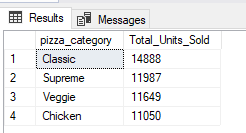 Results Messages
pizza_category Total_Units_Sold
1 Classic 14888
2 Supreme 11987
3 Veggie 11649
4 Chicken 11050